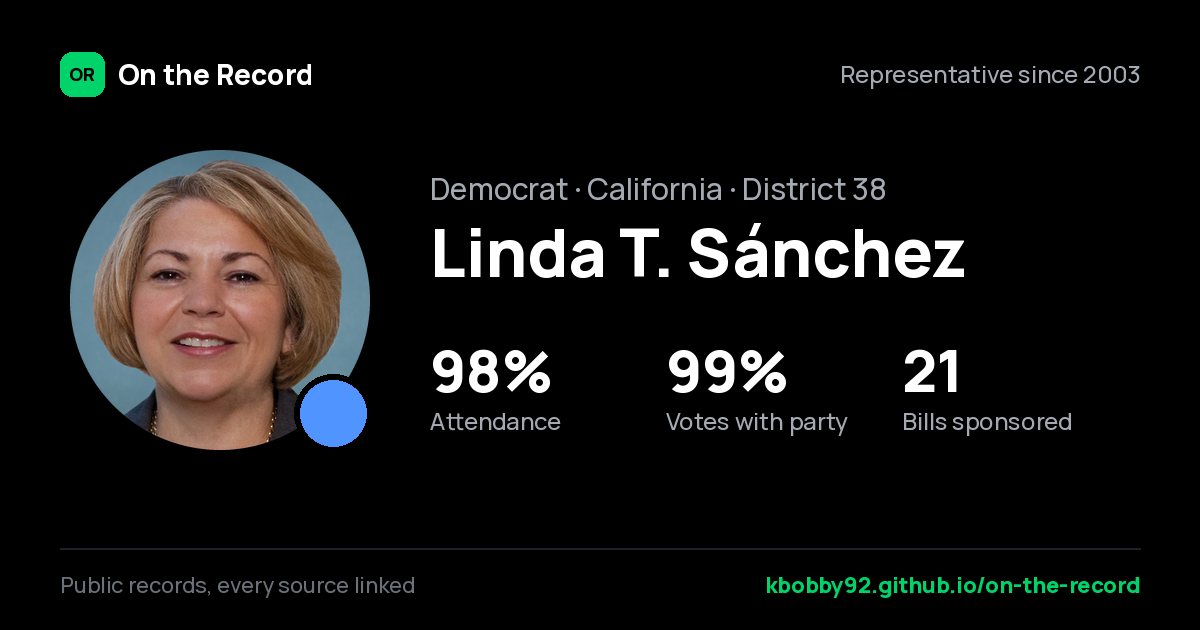 OR On the Record
Representative since 2003
Democrat · California · District 38
Linda T. Sánchez
98% 99% 21
Attendance Votes with party Bills sponsored
Public records, every source linked
kbobby92.github.io/on-the-record